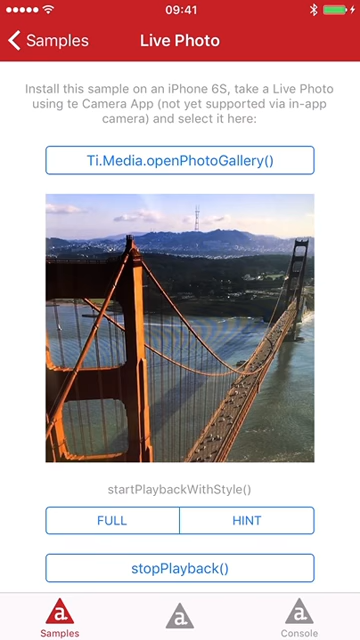 09:41
Samples
Live Photo
Install this sample on an iPhone 6S, take a Live Photo
using te Camera App (not yet supported via in-app
camera) and select it here:
Ti.Media.openPhotoGallery()
startPlaybackWithStyle()
FULL HINT
stopPlayback()
a a a
Samples Console